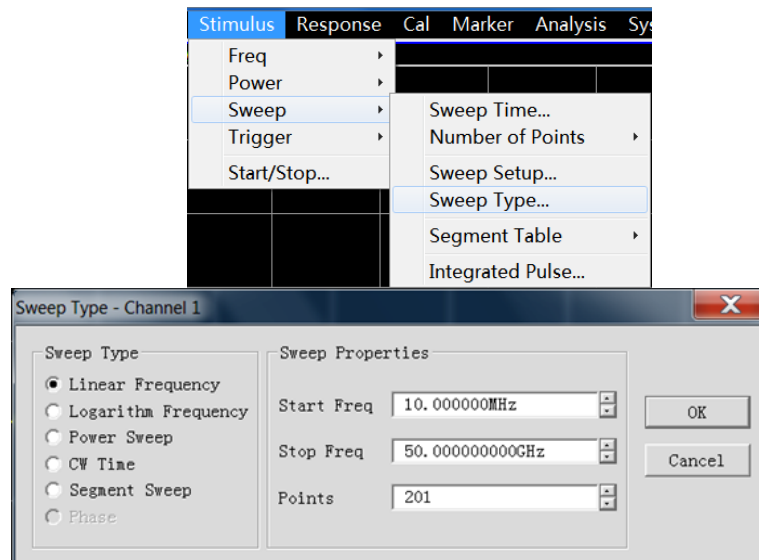 Stimulus Response Cal Marker Analysis Sy
Freq
Power
Sweep
Trigger
Start/Stop...
Sweep Time...
Number of Points
Sweep Setup...
Sweep Type...
Segment Table
Integrated Pulse...
Sweep Type - Channel 1
Sweep Type
Linear Frequency
Logarithm Frequency
Power Sweep
CW Time
Segment Sweep
Phase
Sweep Properties
Start Freq 10.000000MHz
Stop Freq 50.000000000GHz
Points 201
OK
Cancel